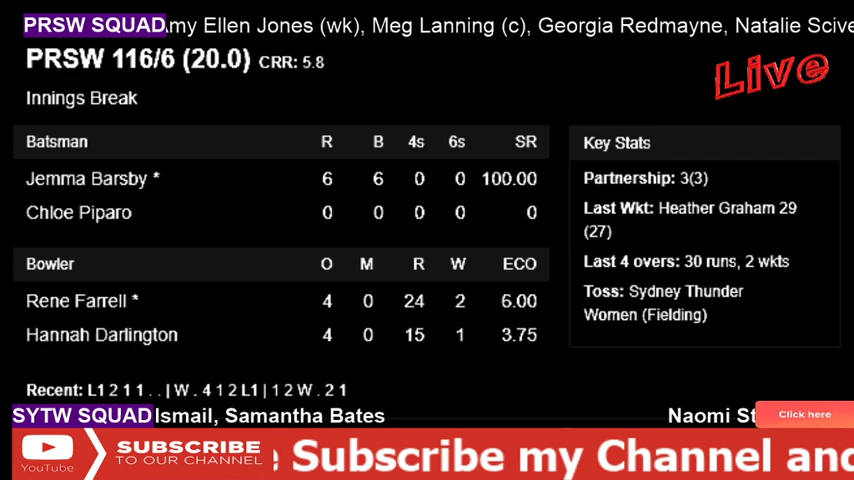 PRSW SQUAD my Ellen Jones (wk), Meg Lanning (c), Georgia Redmayne, Natalie Scive
PRSW 116/6 (20.0) CRR: 5.8
Live
Innings Break
Batsman R B 4s 6s SR
Jemma Barsby * 6 6 0 0 100.00
Chloe Piparo 0 0 0 0 0
Bowler O M R W ECO
Rene Farrell * 4 0 24 2 6.00
Hannah Darlington 4 0 15 1 3.75
Key Stats
Partnership: 3(3)
Last Wkt: Heather Graham 29
(27)
Last 4 overs: 30 runs, 2 wkts
Toss: Sydney Thunder
Women (Fielding)
Recent: L1 2 1 1 . . | W . 4 1 2 L1 | 1 2 W . 2 1
SYTW SQUAD Ismail, Samantha Bates Naomi St
Click here
YouTube
SUBSCRIBE
TO OUR CHANNEL
: Subscribe my Channel and